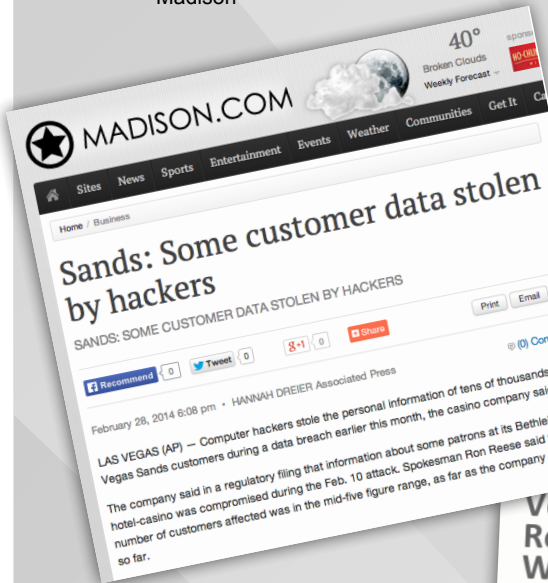 Madison
MADISON.COM
40°
Broken Clouds
Weekly Forecast
Sites News Sports Entertainment Events Weather Communities Get It
Home / Business
Sands: Some customer data stolen
by hackers
SANDS: SOME CUSTOMER DATA STOLEN BY HACKERS
Recommend 0 Tweet 0 g+1 0 Share
Print Email
(0)
February 28, 2014 6:08 pm • HANNAH DREIER Associated Press
LAS VEGAS (AP) — Computer hackers stole the personal information of tens of thousands
Vegas Sands customers during a data breach earlier this month, the casino company
The company said in a regulatory filing that information about some patrons at its
hotel-casino was compromised during the Feb. 10 attack. Spokesman Ron Reese said
number of customers affected was in the mid-five figure range, as far as the company
so far.